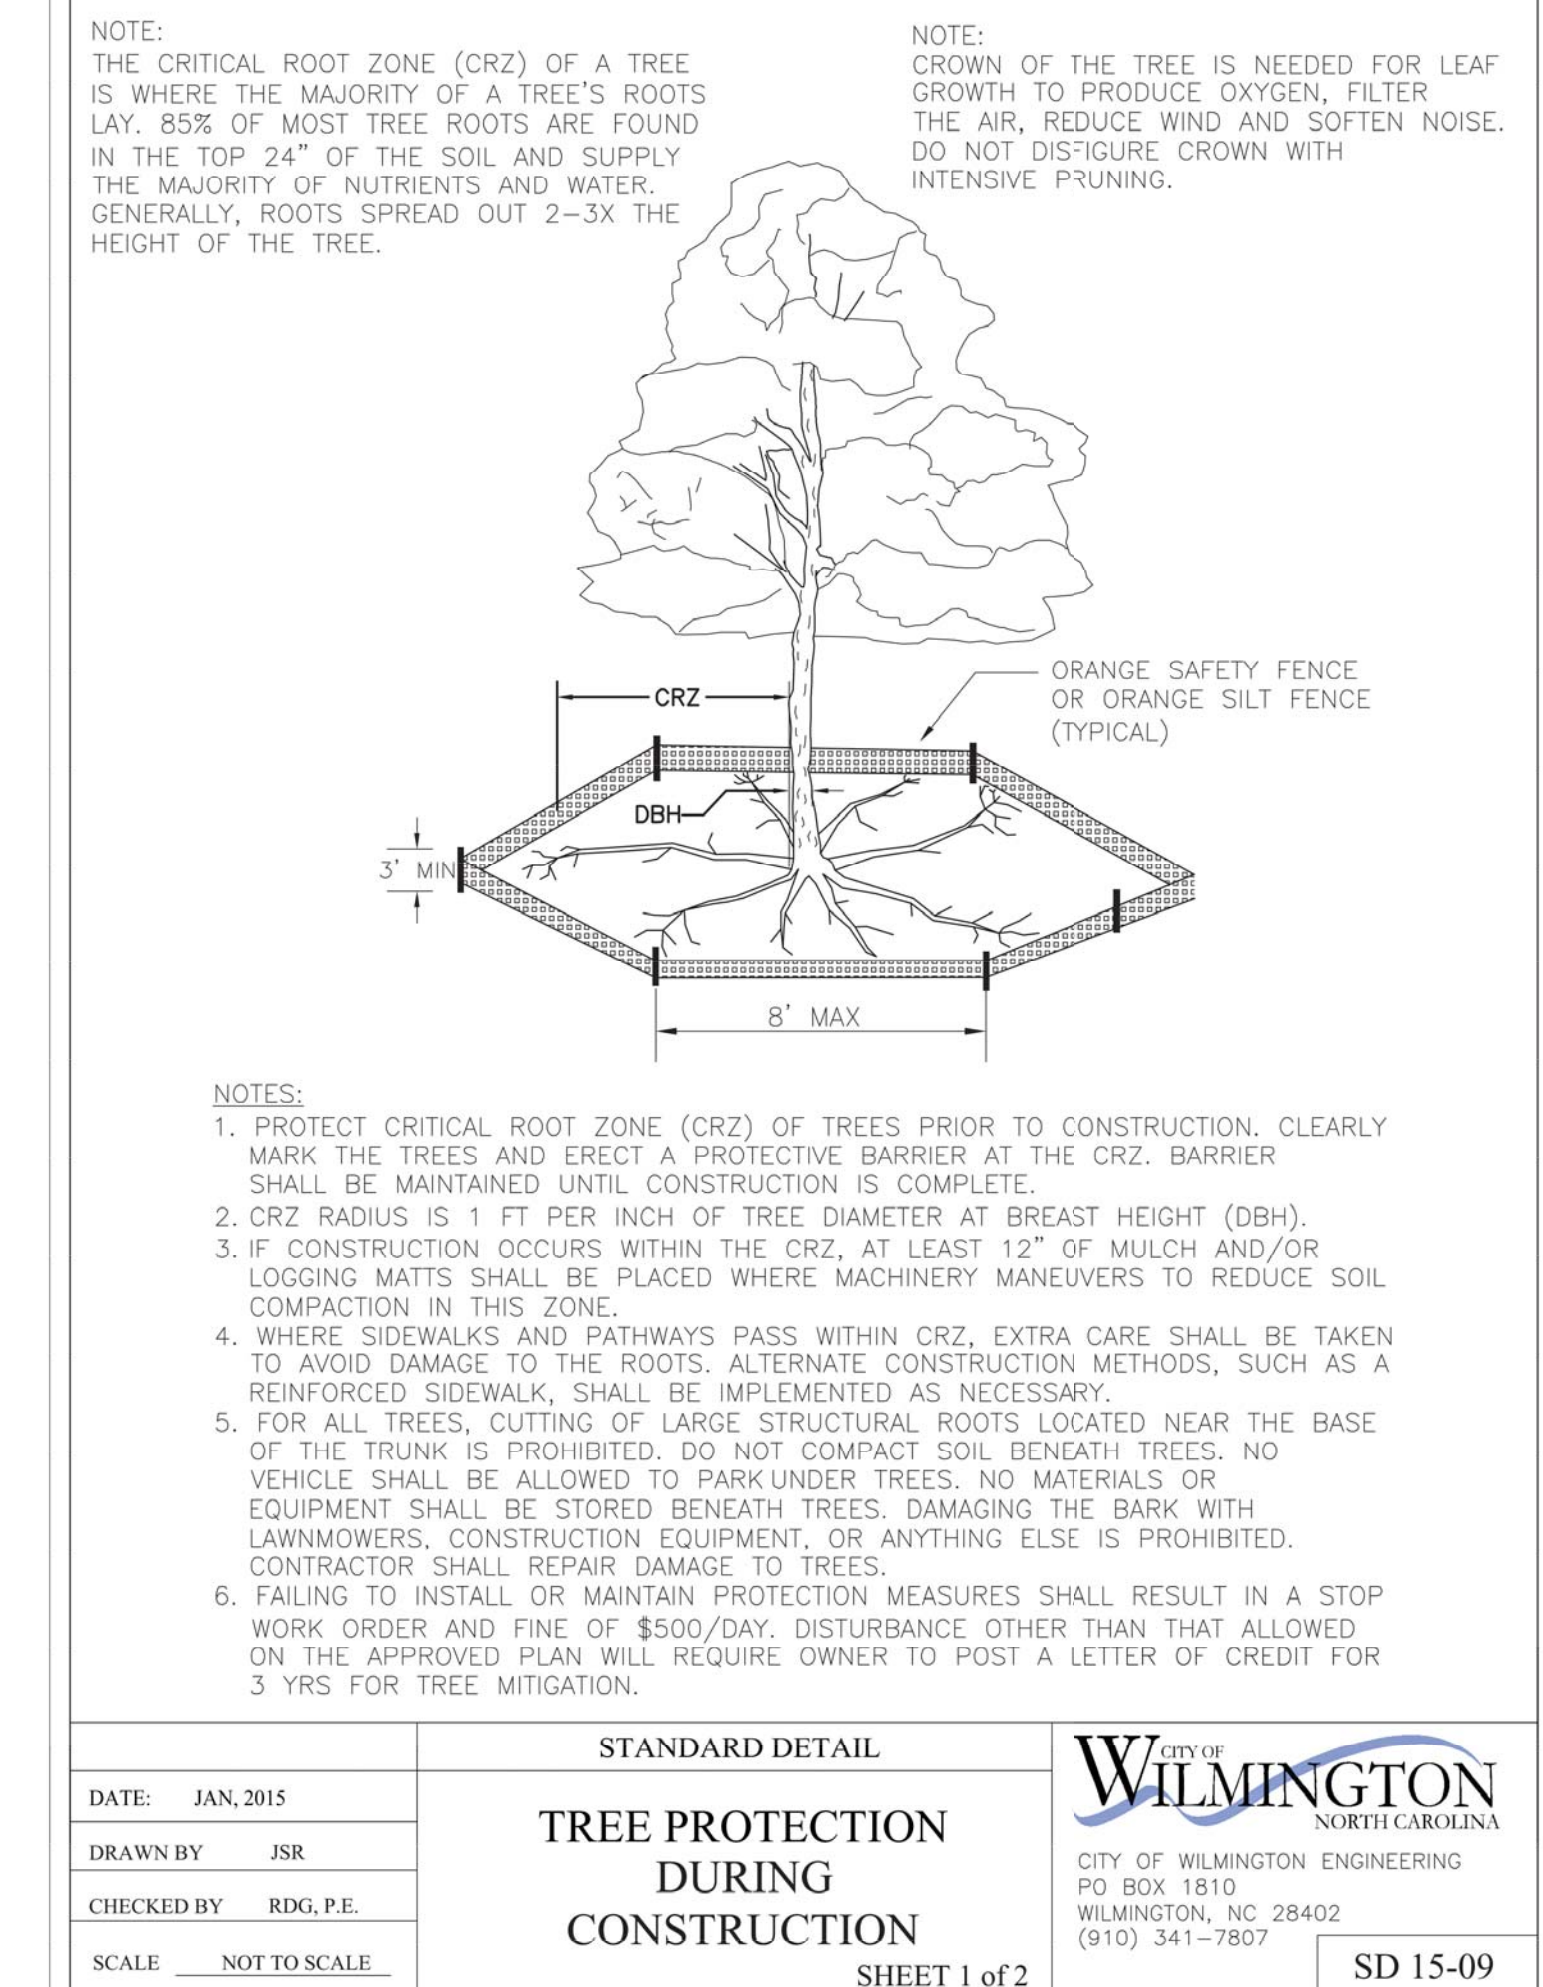 NOTE:
THE CRITICAL ROOT ZONE (CRZ) OF A TREE
IS WHERE THE MAJORITY OF A TREE'S ROOTS
LAY. 85% OF MOST TREE ROOTS ARE FOUND
IN THE TOP 24" OF THE SOIL AND SUPPLY
THE MAJORITY OF NUTRIENTS AND WATER.
GENERALLY, ROOTS SPREAD OUT 2-3X THE
HEIGHT OF THE TREE.
NOTE:
CROWN OF THE TREE IS NEEDED FOR LEAF
GROWTH TO PRODUCE OXYGEN, FILTER
THE AIR, REDUCE WIND AND SOFTEN NOISE.
DO NOT DISFIGURE CROWN WITH
INTENSIVE PRUNING.
ORANGE SAFETY FENCE
OR ORANGE SILT FENCE
(TYPICAL)
CRZ
DBH
3' MIN
8' MAX
NOTES:
1. PROTECT CRITICAL ROOT ZONE (CRZ) OF TREES PRIOR TO CONSTRUCTION. CLEARLY
MARK THE TREES AND ERECT A PROTECTIVE BARRIER AT THE CRZ. BARRIER
SHALL BE MAINTAINED UNTIL CONSTRUCTION IS COMPLETE.
2. CRZ RADIUS IS 1 FT PER INCH OF TREE DIAMETER AT BREAST HEIGHT (DBH).
3. IF CONSTRUCTION OCCURS WITHIN THE CRZ, AT LEAST 12" OF MULCH AND/OR
LOGGING MATTS SHALL BE PLACED WHERE MACHINERY MANEUVERS TO REDUCE SOIL
COMPACTION IN THIS ZONE.
4. WHERE SIDEWALKS AND PATHWAYS PASS WITHIN CRZ, EXTRA CARE SHALL BE TAKEN
TO AVOID DAMAGE TO THE ROOTS. ALTERNATE CONSTRUCTION METHODS, SUCH AS A
REINFORCED SIDEWALK, SHALL BE IMPLEMENTED AS NECESSARY.
5. FOR ALL TREES, CUTTING OF LARGE STRUCTURAL ROOTS LOCATED NEAR THE BASE
OF THE TRUNK IS PROHIBITED. DO NOT COMPACT SOIL BENEATH TREES. NO
VEHICLE SHALL BE ALLOWED TO PARK UNDER TREES. NO MATERIALS OR
EQUIPMENT SHALL BE STORED BENEATH TREES. DAMAGING THE BARK WITH
LAWNMOWERS, CONSTRUCTION EQUIPMENT, OR ANYTHING ELSE IS PROHIBITED.
CONTRACTOR SHALL REPAIR DAMAGE TO TREES.
6. FAILING TO INSTALL OR MAINTAIN PROTECTION MEASURES SHALL RESULT IN A STOP
WORK ORDER AND FINE OF $500/DAY. DISTURBANCE OTHER THAN THAT ALLOWED
ON THE APPROVED PLAN WILL REQUIRE OWNER TO POST A LETTER OF CREDIT FOR
3 YRS FOR TREE MITIGATION.
DATE: JAN, 2015
DRAWN BY JSR
CHECKED BY RDG, P.E.
SCALE NOT TO SCALE
STANDARD DETAIL
TREE PROTECTION
DURING
CONSTRUCTION
SHEET 1 of 2
CITY OF
WILMINGTON
NORTH CAROLINA
CITY OF WILMINGTON ENGINEERING
PO BOX 1810
WILMINGTON, NC 28402
(910) 341-7807
SD 15-09